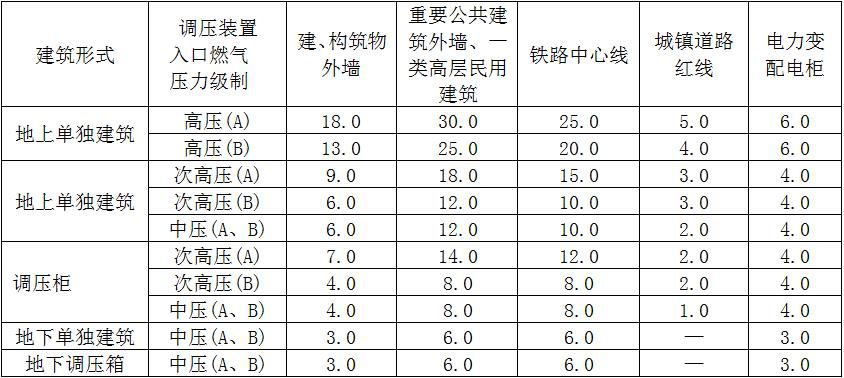 建筑形式 调压装置入口燃气压力级制 建、构筑物外墙 重要公共建筑外墙、一类高层民用建筑 铁路中心线 城镇道路红线 电力变配电柜
地上单独建筑 高压(A) 18.0 30.0 25.0 5.0 6.0
高压(B) 13.0 25.0 20.0 4.0 6.0
地上单独建筑 次高压(A) 9.0 18.0 15.0 3.0 4.0
次高压(B) 6.0 12.0 10.0 3.0 4.0
中压(A、B) 6.0 12.0 10.0 2.0 4.0
调压柜 次高压(A) 7.0 14.0 12.0 2.0 4.0
次高压(B) 4.0 8.0 8.0 2.0 4.0
中压(A、B) 4.0 8.0 8.0 1.0 4.0
地下单独建筑 中压(A、B) 3.0 6.0 6.0 — 3.0
地下调压箱 中压(A、B) 3.0 6.0 6.0 — 3.0